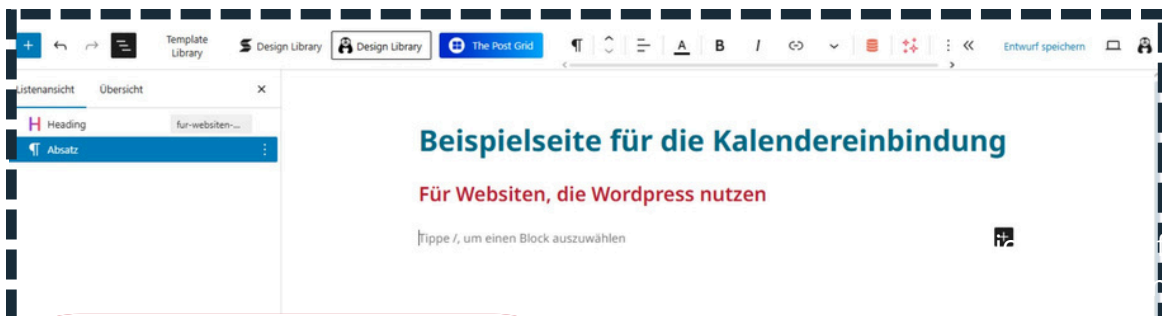 Template
Library
Design Library
Design Library
The Post Grid
A
B
I
Entwurf speichern
Listenansicht
Übersicht
Heading
fur-websiten-...
Absatz
Beispielseite für die Kalendereinbindung
Für Websiten, die Wordpress nutzen
Tippe /, um einen Block auszuwählen